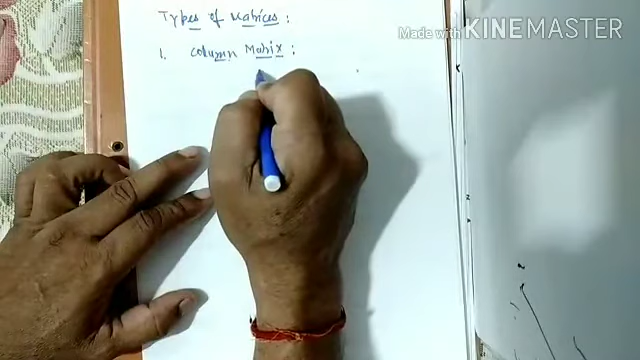 Types of Matrices :
Made with KINEMASTER
1. Column Matrix :